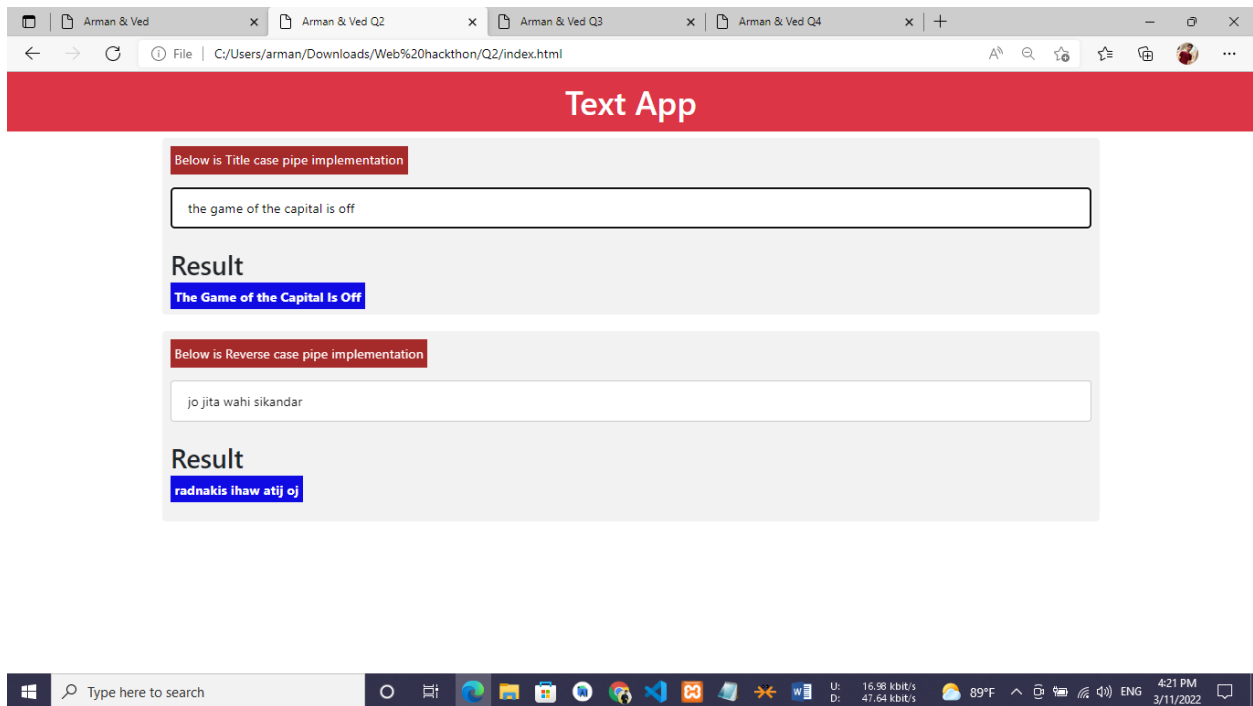 Arman & Ved
Arman & Ved Q2
Arman & Ved Q3
Arman & Ved Q4
File
C:/Users/arman/Downloads/Web%20hackthon/Q2/index.html
Text App
Below is Title case pipe implementation
the game of the capital is off
Result
The Game of the Capital Is Off
Below is Reverse case pipe implementation
jo jita wahi sikandar
Result
radnakis ihaw atij oj
Type here to search
U: 16.98 kbit/s
D: 47.64 kbit/s
89°F
ENG
4:21 PM
3/11/2022